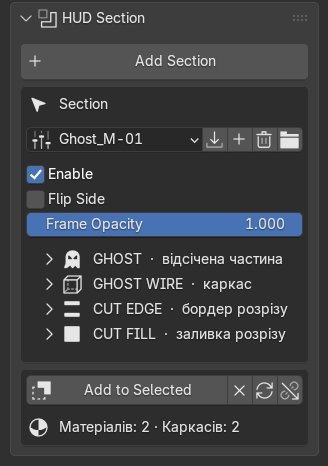 HUD Section
Add Section
Section
Ghost_M-01
Enable
Flip Side
Frame Opacity 1.000
GHOST · відсічена частина
GHOST WIRE · каркас
CUT EDGE · бордер розрізу
CUT FILL · заливка розрізу
Add to Selected
Матеріалів: 2 · Каркасів: 2